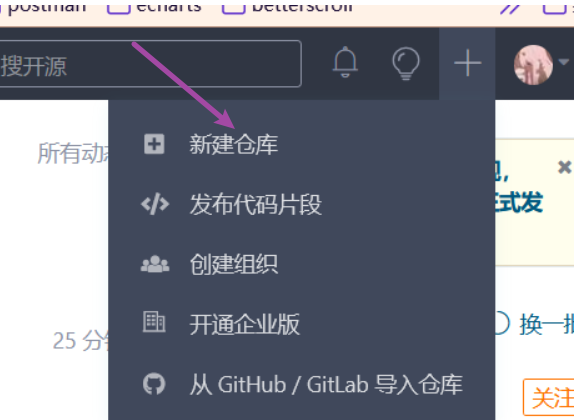 postman echarts betterscroll
搜开源
所有动
新建仓库
发布代码片段
正式发
创建组织
25 分
开通企业版
换一批
从 GitHub / GitLab 导入仓库
关注